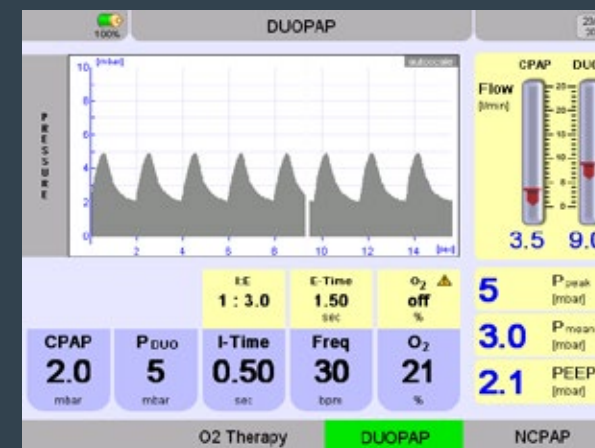 100%
DUOPAP
10
[mbar]
autoscale
8
6
4
2
0
PRESSURE
2
4
6
8
10
12
14
[sec]
CPAP
Flow
[l/min]
20
10
0
3.5
I:E
1 : 3.0
E-Time
1.50
sec
O2
off
%
CPAP
2.0
mbar
PDUO
5
mbar
I-Time
0.50
sec
Freq
30
bpm
O2
21
%
5
Ppeak
[mbar]
3.0
Pmean
[mbar]
2.1
PEEP
[mbar]
O2 Therapy
DUOPAP
NCPAP